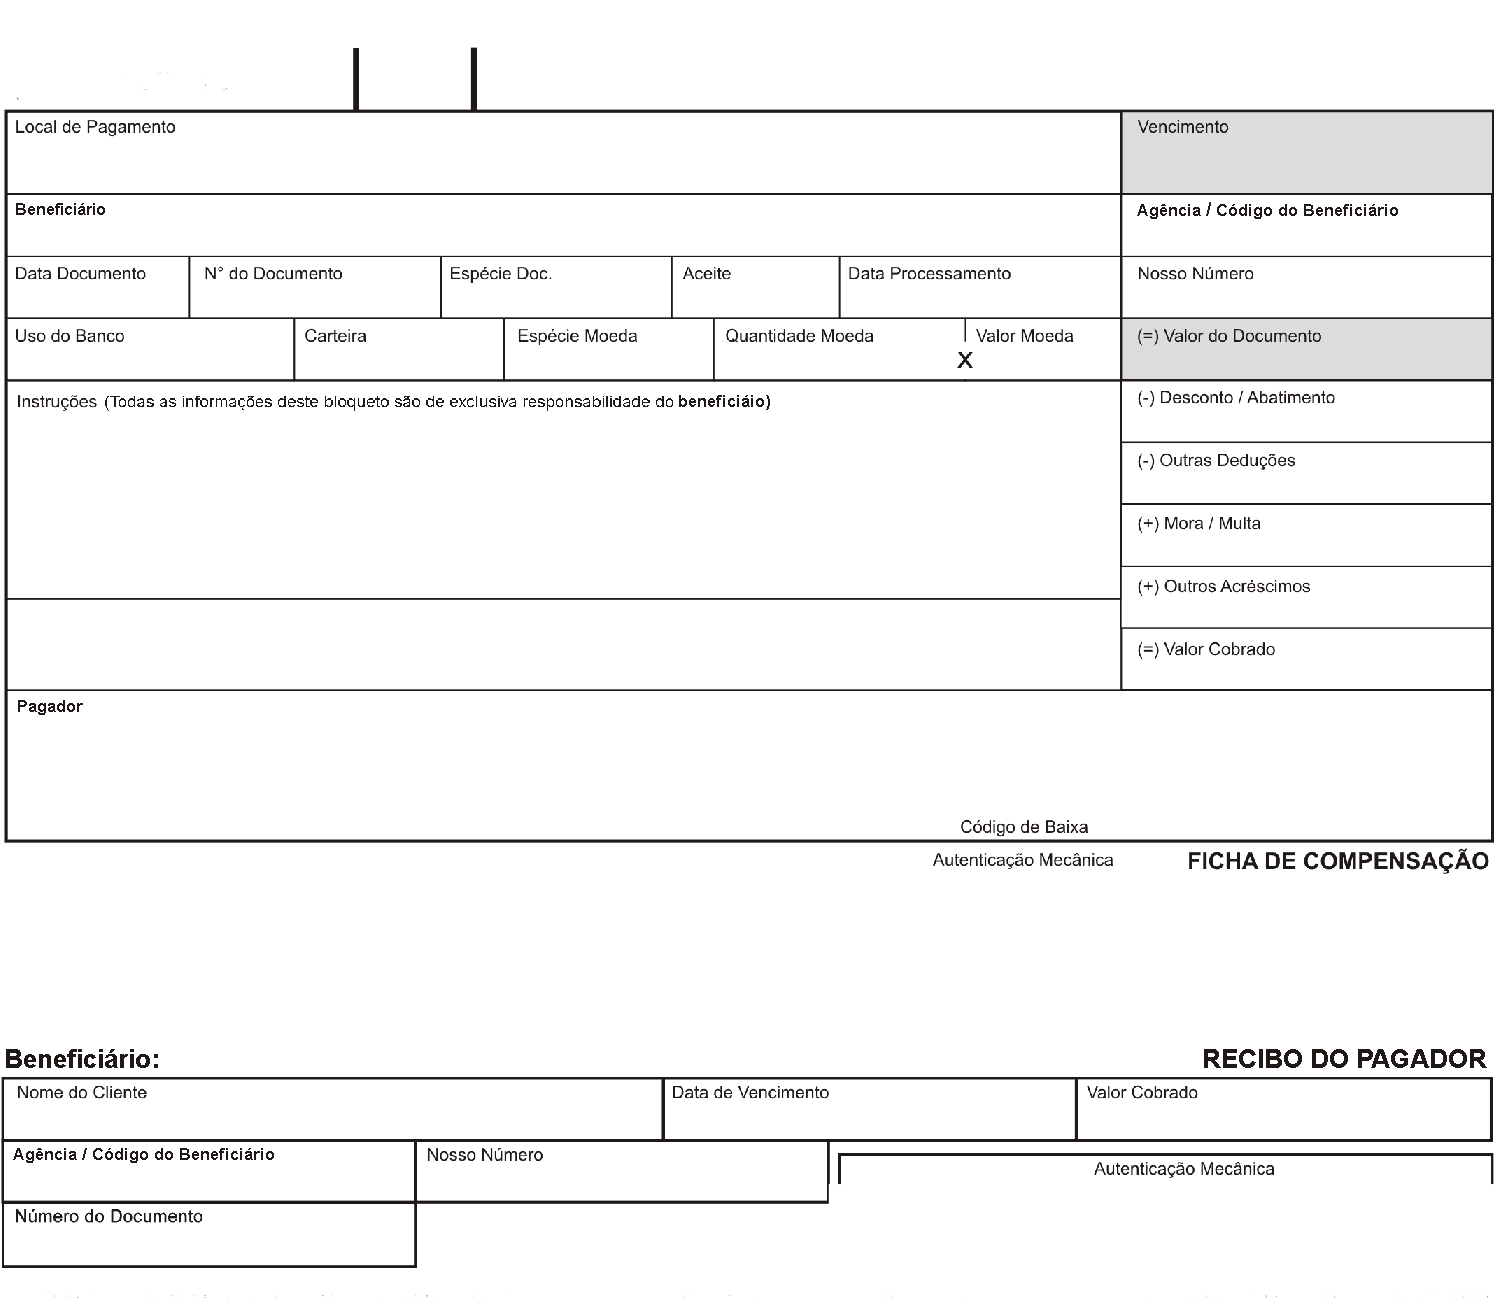 Local de Pagamento Vencimento
Beneficiário Agência / Código do Beneficiário
Data Documento N° do Documento Espécie Doc. Aceite Data Processamento Nosso Número
Uso do Banco Carteira Espécie Moeda Quantidade Moeda Valor Moeda (=) Valor do Documento
X
Instruções (Todas as informações deste bloqueto são de exclusiva responsabilidade do beneficiáio) (-) Desconto / Abatimento
(-) Outras Deduções
(+) Mora / Multa
(+) Outros Acréscimos
(=) Valor Cobrado
Pagador
Código de Baixa
Autenticação Mecânica FICHA DE COMPENSAÇÃO
Beneficiário: RECIBO DO PAGADOR
Nome do Cliente Data de Vencimento Valor Cobrado
Agência / Código do Beneficiário Nosso Número Autenticação Mecânica
Número do Documento